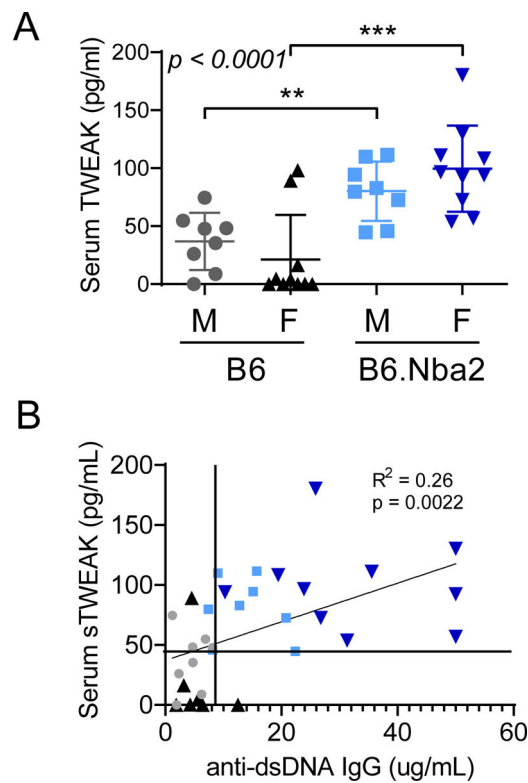 A
Serum TWEAK (pg/ml)
200
150
100
50
0
p < 0.0001
***
**
M F M F
B6 B6.Nba2
B
Serum sTWEAK (pg/mL)
200
150
100
50
0
R² = 0.26
p = 0.0022
0 20 40 60
anti-dsDNA IgG (ug/mL)